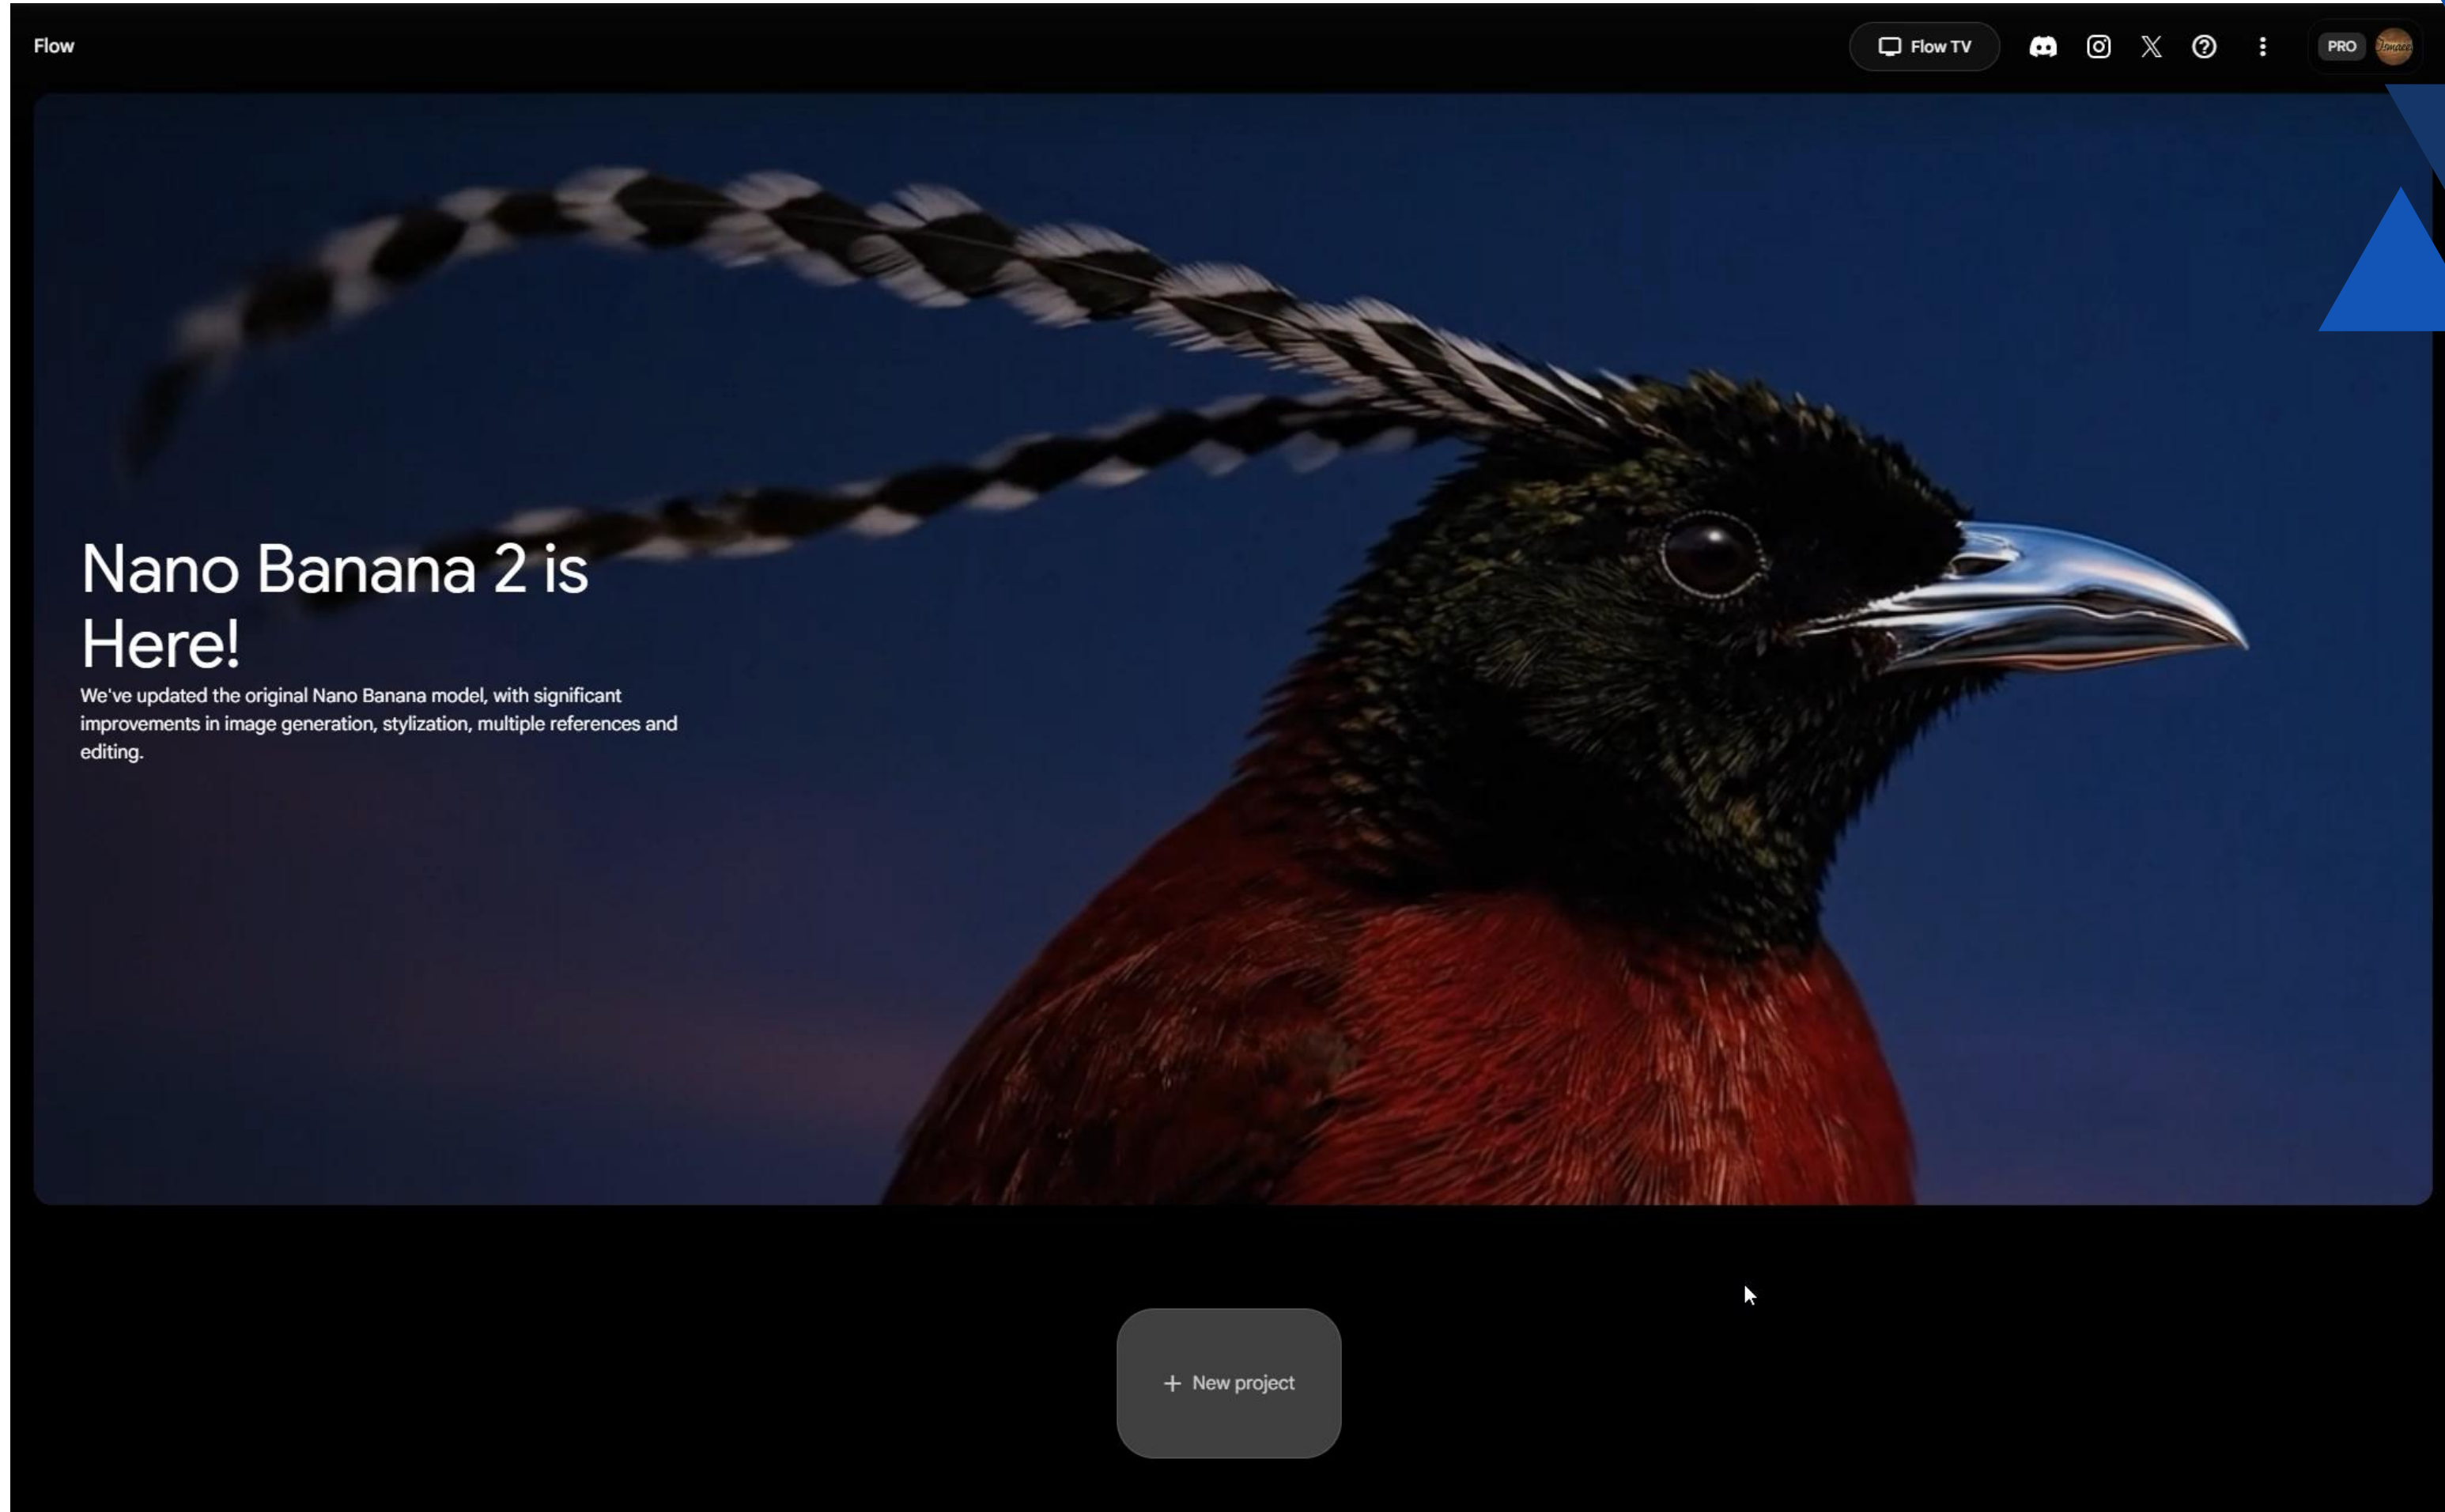 Flow
Flow TV
PRO
Nano Banana 2 is
Here!
We've updated the original Nano Banana model, with significant
improvements in image generation, stylization, multiple references and
editing.
New project